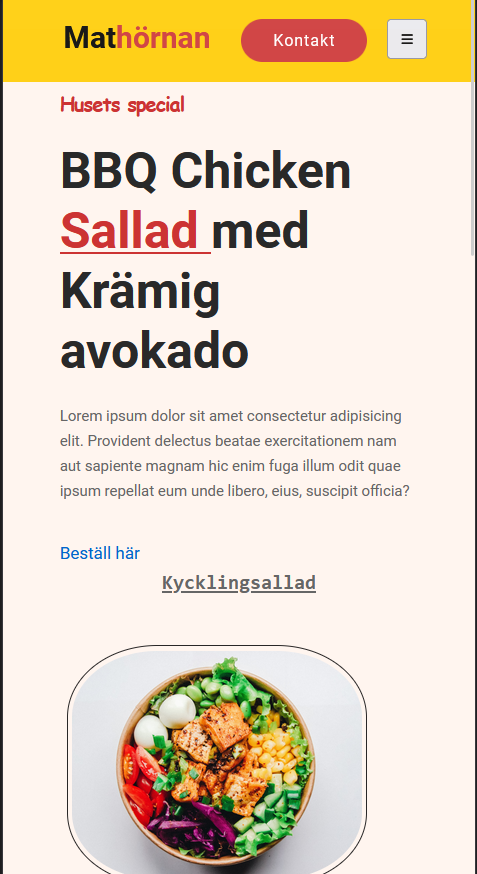 Mathörnan
Kontakt
Husets special
BBQ Chicken
Sallad med
Krämig
avokado
Lorem ipsum dolor sit amet consectetur adipisicing
elit. Provident delectus beatae exercitationem nam
aut sapiente magnam hic enim fuga illum odit quae
ipsum repellat eum unde libero, eius, suscipit officia?
Beställ här
Kycklingsallad